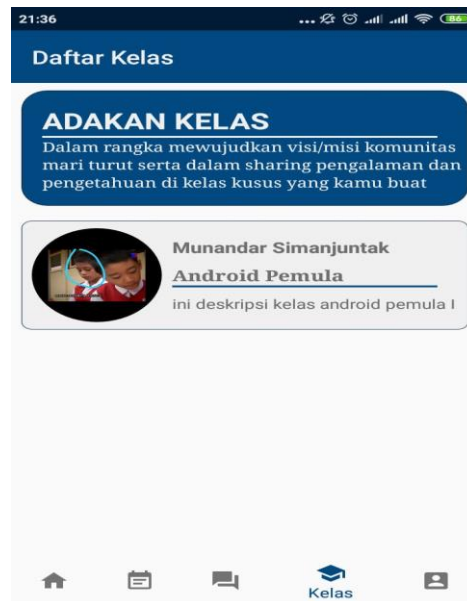 21:36
86
Daftar Kelas
ADAKAN KELAS
Dalam rangka mewujudkan visi/misi komunitas
mari turut serta dalam sharing pengalaman dan
pengetahuan di kelas kusus yang kamu buat
Munandar Simanjuntak
Android Pemula
ini deskripsi kelas android pemula l
Kelas